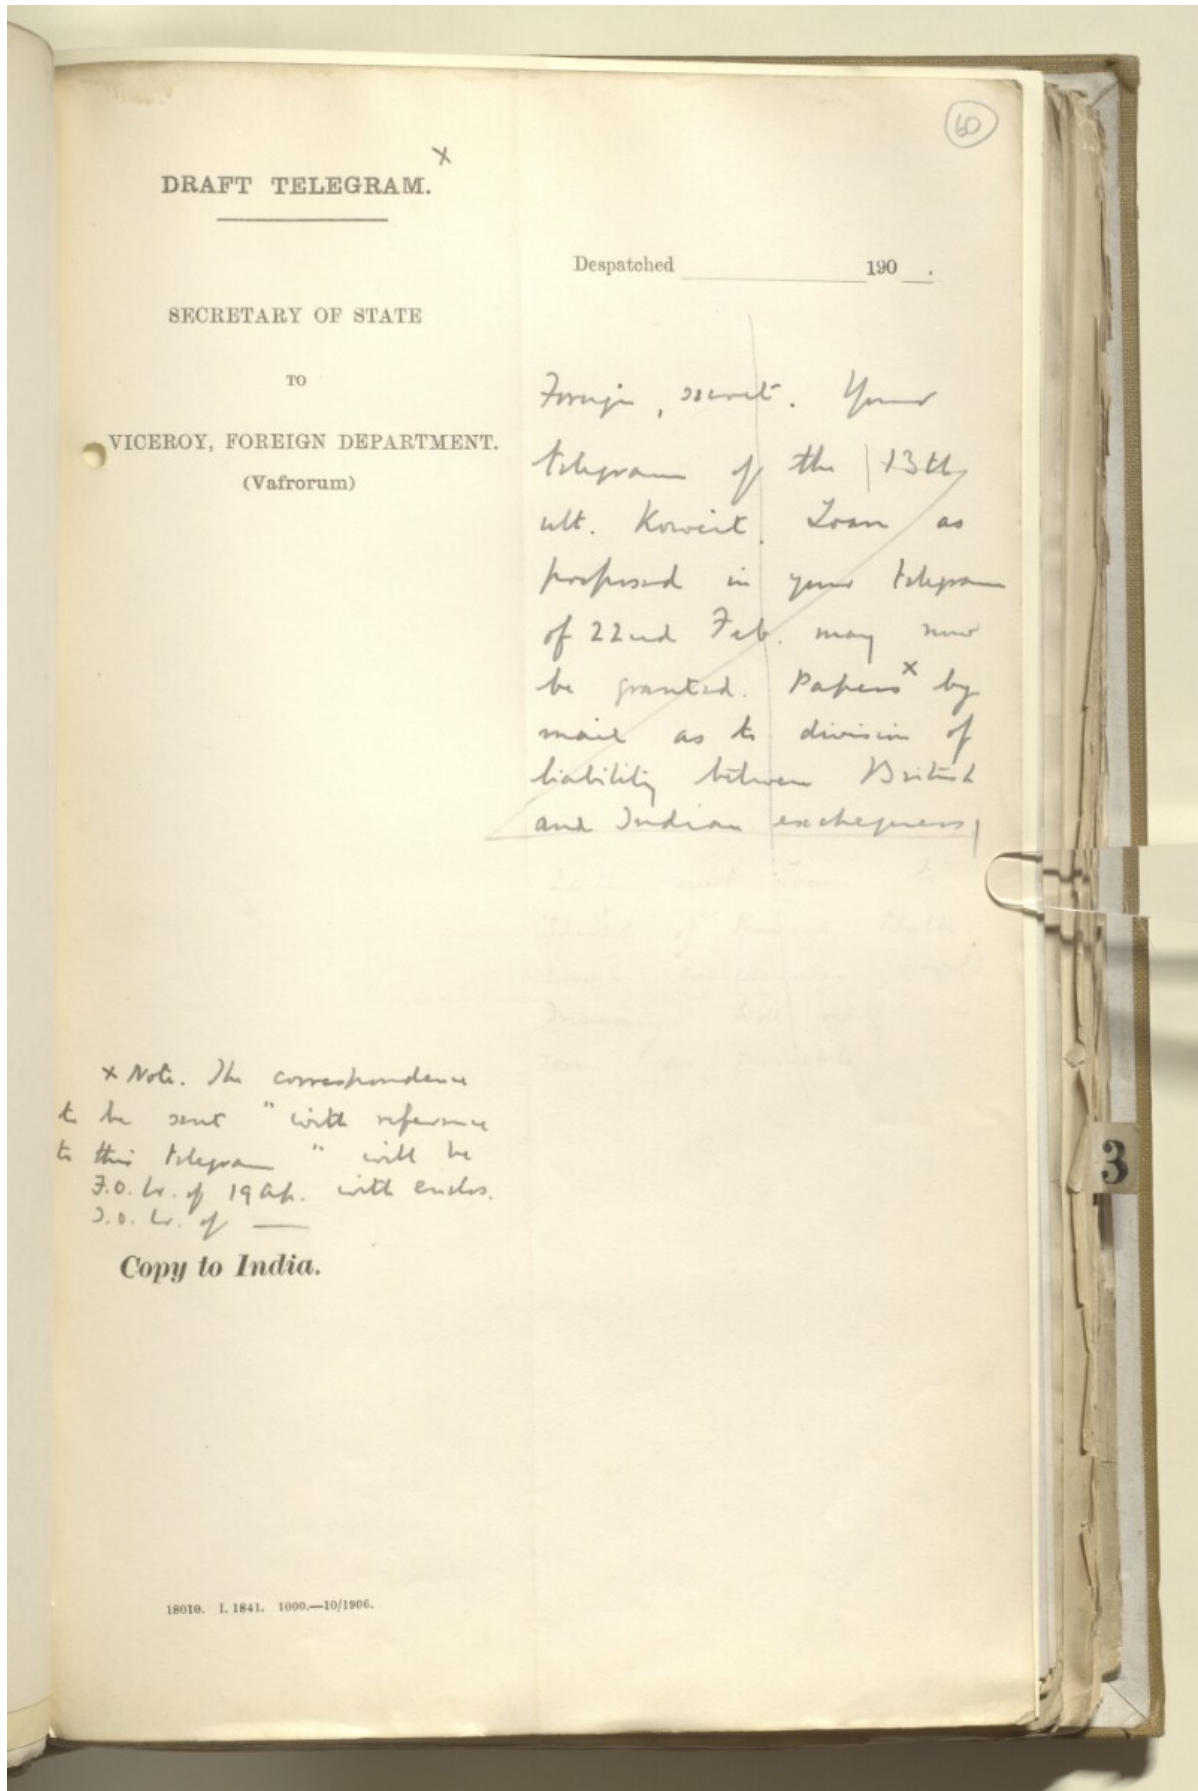 60
DRAFT TELEGRAM. x
SECRETARY OF STATE
TO
VICEROY, FOREIGN DEPARTMENT.
(Vafrorum)
Despatched 190 .
Foreign, secret. Your
telegram of the 13th
ult. Koweit. Loan as
proposed in your telegram
of 22nd Feb. may now
be granted. Papers x by
mail as to division of
liability between British
and Indian exchequers
x Note. The correspondence
to be sent "with reference
to this telegram" will be
F.O. lr. of 19 Ap. with enclos.
I.O. lr. of —
Copy to India.
18010. I. 1841. 1000.—10/1906.
3